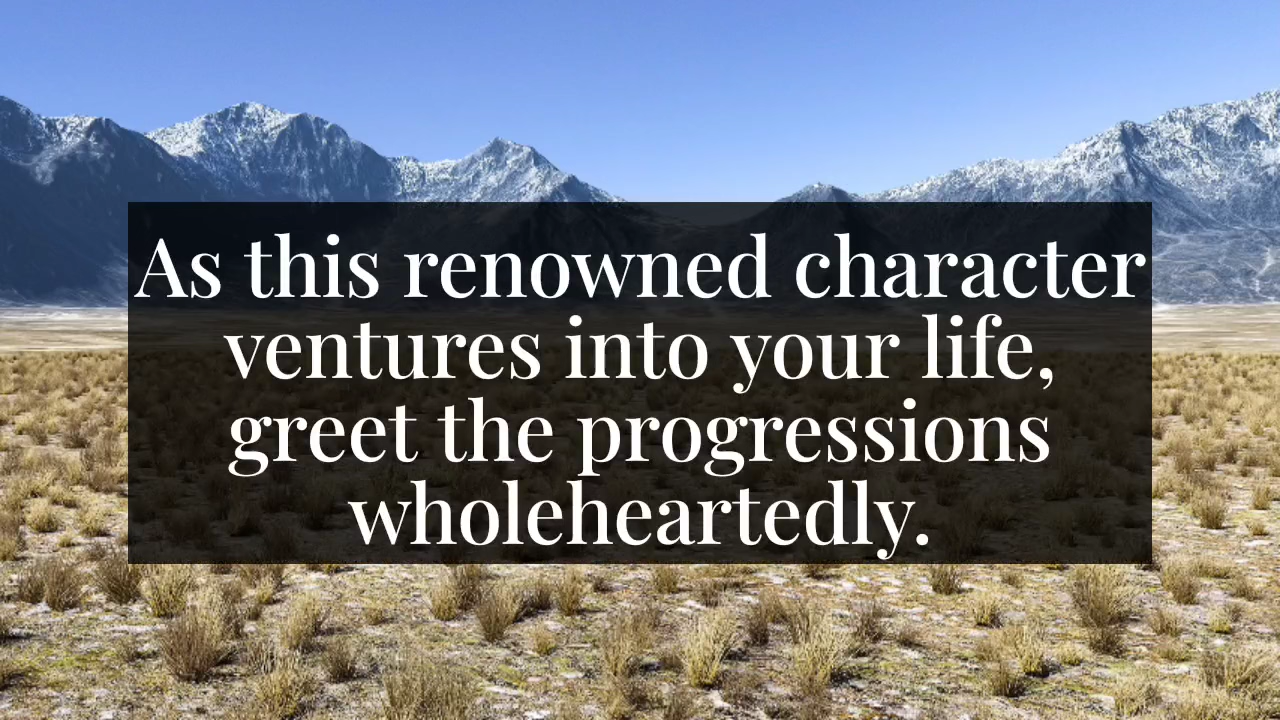 As this renowned character
ventures into your life,
greet the progressions
wholeheartedly.